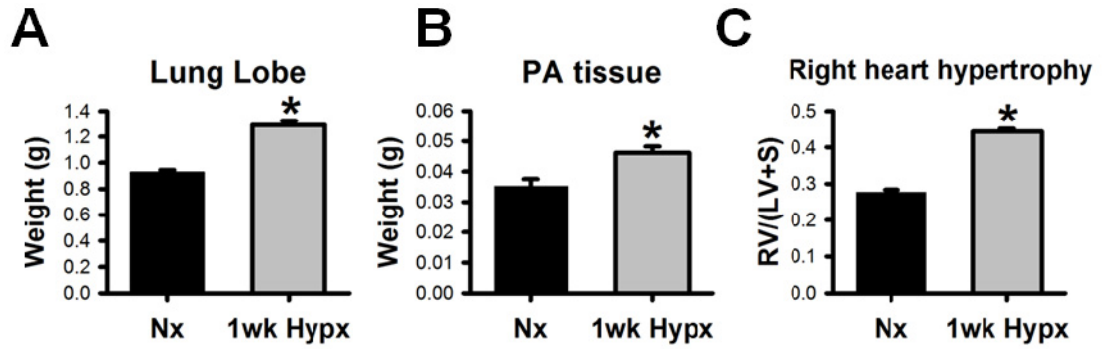 A
Lung Lobe
Weight (g)
1.4
1.2
1.0
0.8
0.6
0.4
0.2
0.0
*
Nx
1wk Hypx
B
PA tissue
Weight (g)
0.06
0.05
0.04
0.03
0.02
0.01
0.00
*
Nx
1wk Hypx
C
Right heart hypertrophy
RV/(LV+S)
0.5
0.4
0.3
0.2
0.1
0.0
*
Nx
1wk Hypx